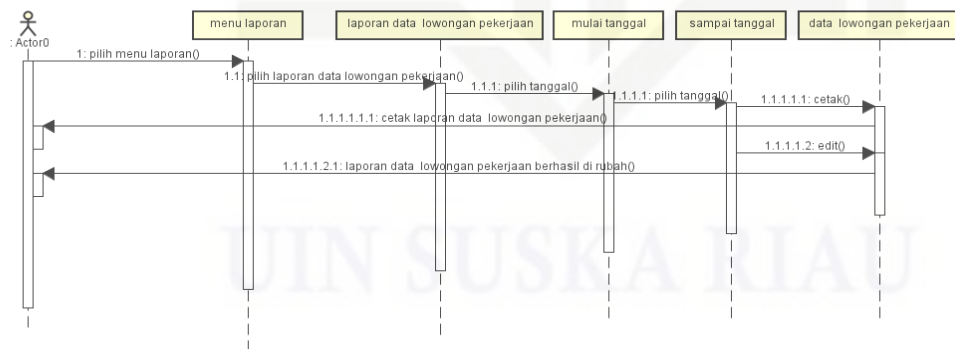 menu laporan
laporan data lowongan pekerjaan
mulai tanggal
sampai tanggal
data lowongan pekerjaan
: Actor0
1: pilih menu laporan()
1.1: pilih laporan data lowongan pekerjaan()
1.1.1: pilih tanggal()
1.1.1.1: pilih tanggal()
1.1.1.1.1: cetak()
1.1.1.1.1.1: cetak laporan data lowongan pekerjaan()
1.1.1.1.2: edit()
1.1.1.1.2.1: laporan data lowongan pekerjaan berhasil di rubah()
UIN SUSKA RIAU